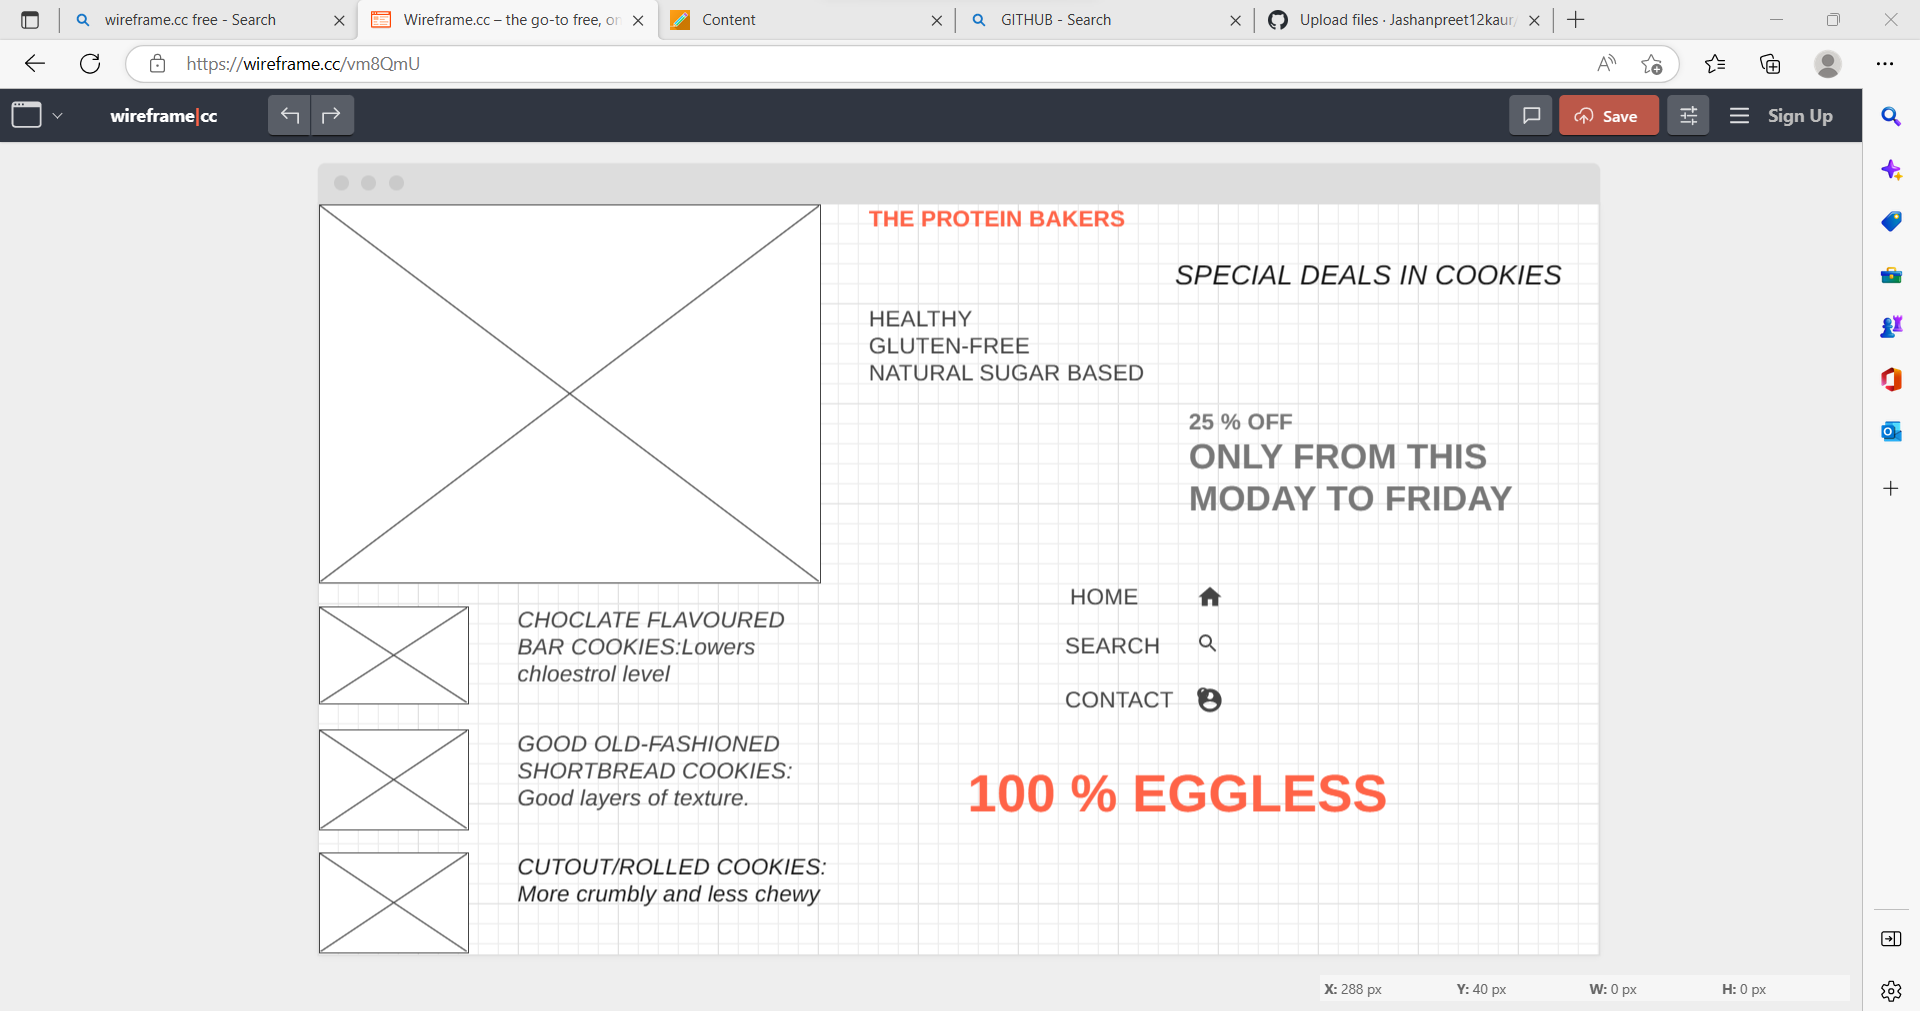 wireframe.cc free - Search
Wireframe.cc – the go-to free, on
Content
GITHUB - Search
Upload files · Jashanpreet12kaur
https://wireframe.cc/vm8QmU
wireframe|cc
Save
Sign Up
THE PROTEIN BAKERS
SPECIAL DEALS IN COOKIES
HEALTHY
GLUTEN-FREE
NATURAL SUGAR BASED
25 % OFF
ONLY FROM THIS
MODAY TO FRIDAY
HOME
SEARCH
CONTACT
CHOCLATE FLAVOURED
BAR COOKIES:Lowers
chloestrol level
GOOD OLD-FASHIONED
SHORTBREAD COOKIES:
Good layers of texture.
100 % EGGLESS
CUTOUT/ROLLED COOKIES:
More crumbly and less chewy
X: 288 px Y: 40 px W: 0 px H: 0 px